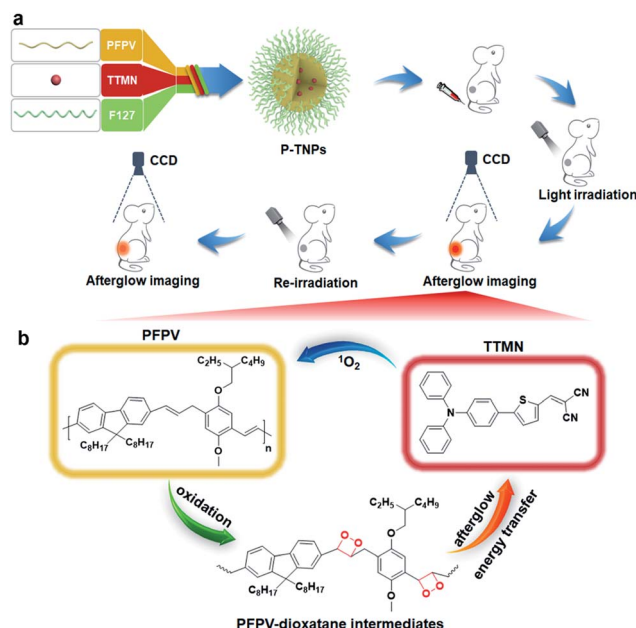 a
PFPV
TTMN
F127
P-TNPs
Light irradiation
CCD
CCD
Afterglow imaging
Re-irradiation
Afterglow imaging
b
PFPV
¹O₂
TTMN
C₂H₅
C₄H₉
O
C₈H₁₇
C₈H₁₇
O
n
N
S
CN
CN
oxidation
afterglow
energy transfer
C₂H₅
C₄H₉
O
O
O
C₈H₁₇
C₈H₁₇
O
O
O
PFPV-dioxatane intermediates